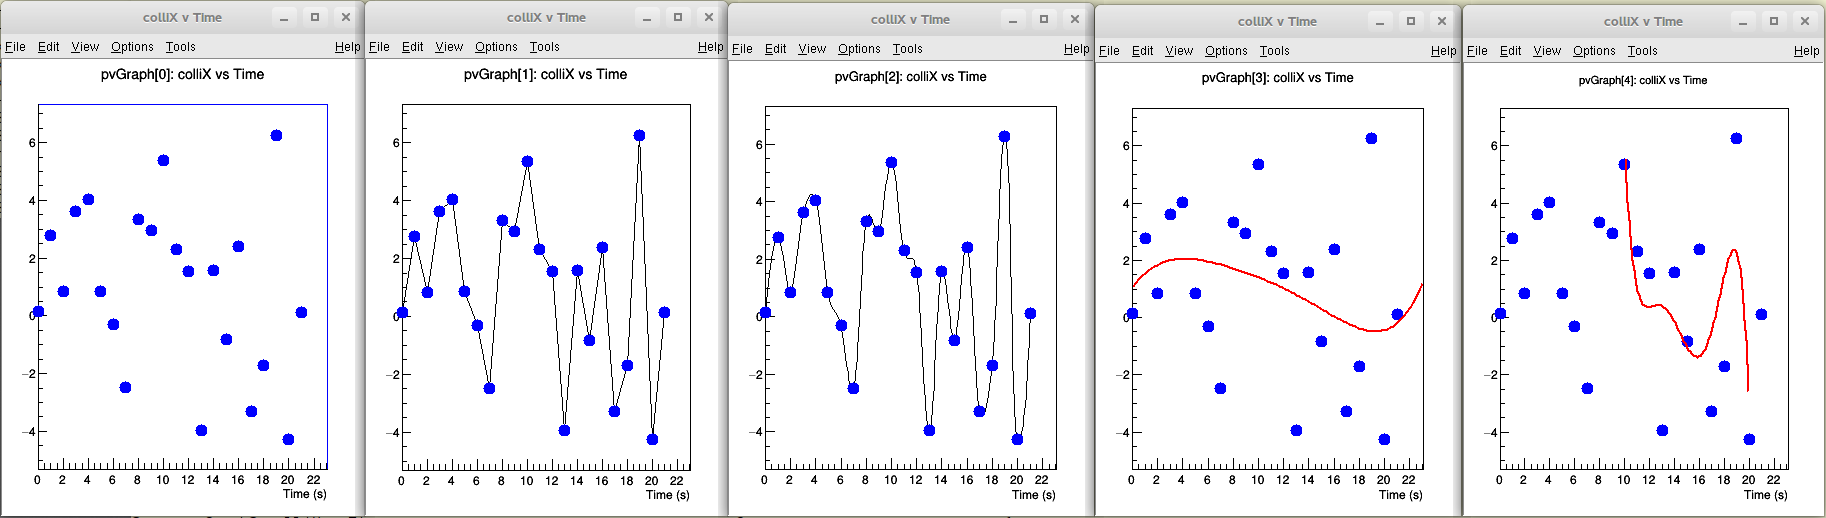 colliX v Time
File Edit View Options Tools Help
pvGraph[0]: colliX vs Time
6
4
2
0
−2
−4
0 2 4 6 8 10 12 14 16 18 20 22
Time (s)
colliX v Time
File Edit View Options Tools Help
pvGraph[1]: colliX vs Time
6
4
2
0
−2
−4
0 2 4 6 8 10 12 14 16 18 20 22
Time (s)
colliX v Time
File Edit View Options Tools Help
pvGraph[2]: colliX vs Time
6
4
2
0
−2
−4
0 2 4 6 8 10 12 14 16 18 20 22
Time (s)
colliX v Time
File Edit View Options Tools Help
pvGraph[3]: colliX vs Time
6
4
2
0
−2
−4
0 2 4 6 8 10 12 14 16 18 20 22
Time (s)
colliX v Time
File Edit View Options Tools Help
pvGraph[4]: colliX vs Time
6
4
2
0
−2
−4
0 2 4 6 8 10 12 14 16 18 20 22
Time (s)